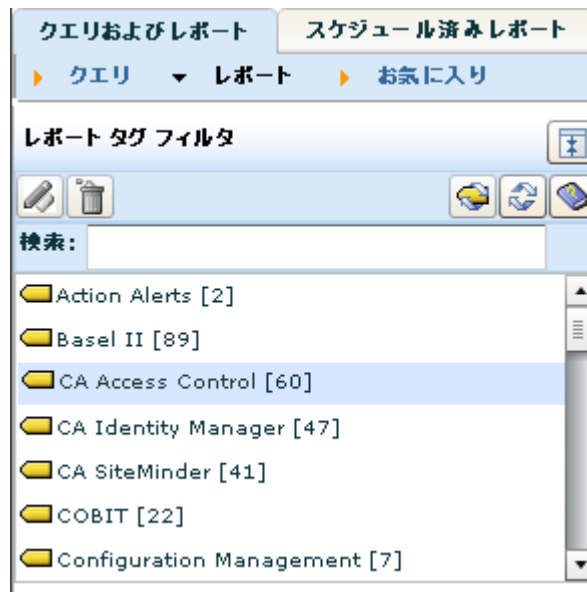 クエリおよびレポート スケジュール済みレポート
クエリ レポート お気に入り
レポート タグ フィルタ
検索:
Action Alerts [2]
Basel II [89]
CA Access Control [60]
CA Identity Manager [47]
CA SiteMinder [41]
COBIT [22]
Configuration Management [7]